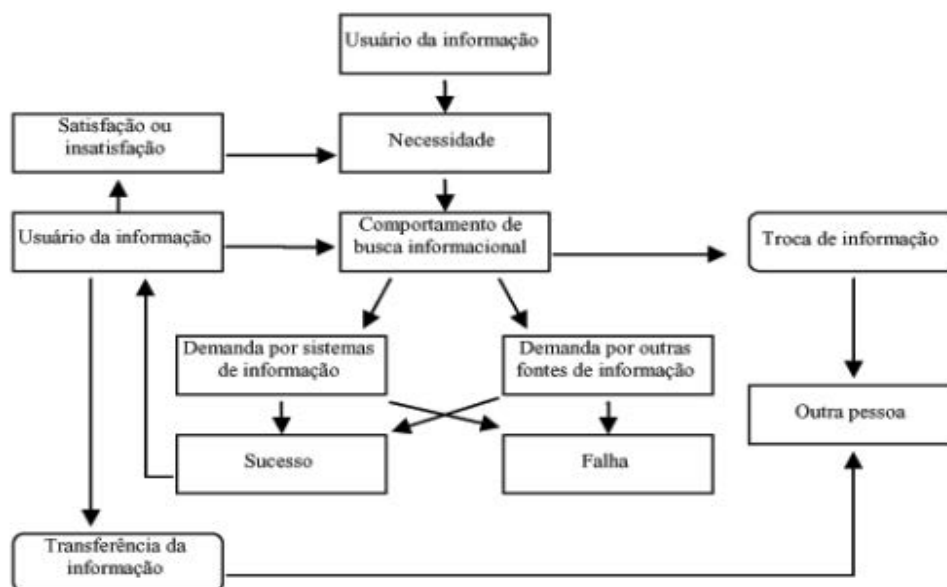 Usuário da informação
Satisfação ou
insatisfação
Necessidade
Usuário da informação
Comportamento de
busca informacional
Troca de informação
Demanda por sistemas
de informação
Demanda por outras
fontes de informação
Outra pessoa
Sucesso
Falha
Transferência da
informação